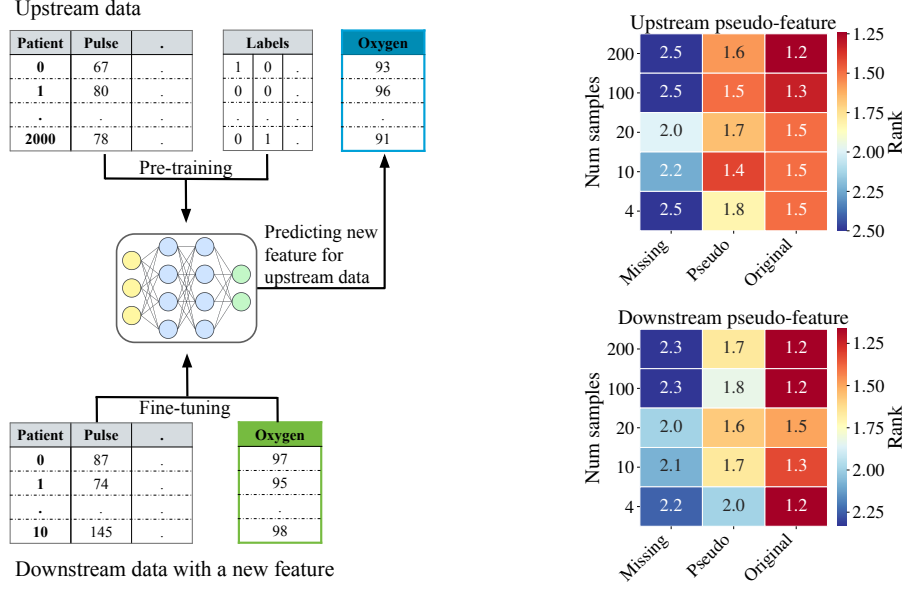 Upstream data
Patient Pulse .
0 67 .
1 80 .
. . .
2000 78 .
Labels
1 0 .
0 0 .
. . .
0 1 .
Oxygen
93
96
.
91
Pre-training
Predicting new
feature for
upstream data
Fine-tuning
Patient Pulse .
0 87 .
1 74 .
. . .
10 145 .
Oxygen
97
95
.
98
Downstream data with a new feature
Upstream pseudo-feature
Num samples
200 2.5 1.6 1.2
100 2.5 1.5 1.3
20 2.0 1.7 1.5
10 2.2 1.4 1.5
4 2.5 1.8 1.5
Missing Pseudo Original
1.25
1.50
1.75
2.00
2.25
2.50
Rank
Downstream pseudo-feature
Num samples
200 2.3 1.7 1.2
100 2.3 1.8 1.2
20 2.0 1.6 1.5
10 2.1 1.7 1.3
4 2.2 2.0 1.2
Missing Pseudo Original
1.25
1.50
1.75
2.00
2.25
Rank